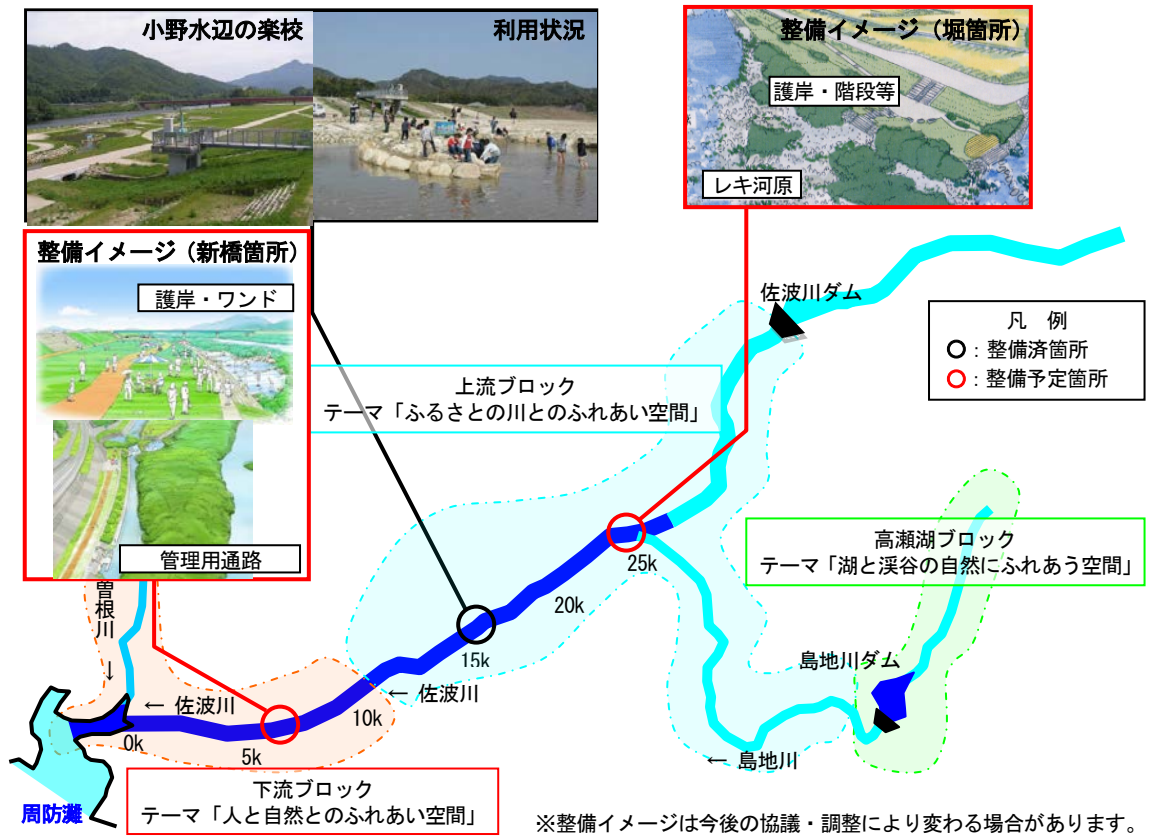 小野水辺の楽校
利用状況
整備イメージ（堀箇所）
護岸・階段等
レキ河原
整備イメージ（新橋箇所）
護岸・ワンド
管理用通路
佐波川ダム
凡　例
：整備済箇所
：整備予定箇所
上流ブロック
テーマ「ふるさとの川とのふれあい空間」
高瀬湖ブロック
テーマ「湖と渓谷の自然にふれあう空間」
25k
20k
15k
10k
5k
0k
曽根川
↓
← 佐波川
← 佐波川
島地川ダム
← 島地川
周防灘
下流ブロック
テーマ「人と自然とのふれあい空間」
※整備イメージは今後の協議・調整により変わる場合があります。